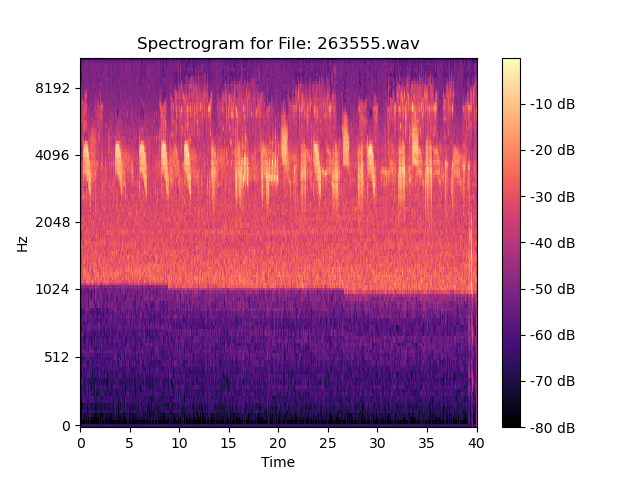 Spectrogram for File: 263555.wav
8192
4096
2048
1024
512
0
Hz
0 5 10 15 20 25 30 35 40
Time
-10 dB
-20 dB
-30 dB
-40 dB
-50 dB
-60 dB
-70 dB
-80 dB